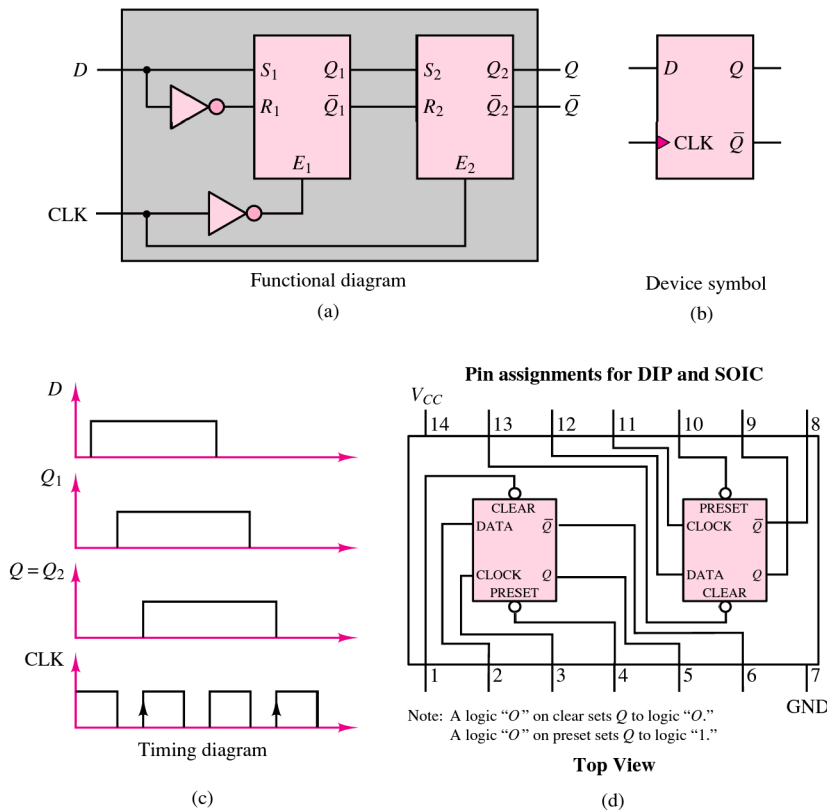 D
S₁ Q₁ S₂ Q₂ Q
R₁ Q̅₁ R₂ Q̅₂ Q̅
E₁ E₂
CLK
Functional diagram
(a)
D Q
CLK Q̅
Device symbol
(b)
D
Q₁
Q = Q₂
CLK
Timing diagram
(c)
Pin assignments for DIP and SOIC
V_CC
14 13 12 11 10 9 8
CLEAR
DATA Q̅
CLOCK Q
PRESET
PRESET
CLOCK Q̅
DATA Q
CLEAR
1 2 3 4 5 6 7
GND
Note: A logic “O” on clear sets Q to logic “O.”
A logic “O” on preset sets Q to logic “1.”
Top View
(d)